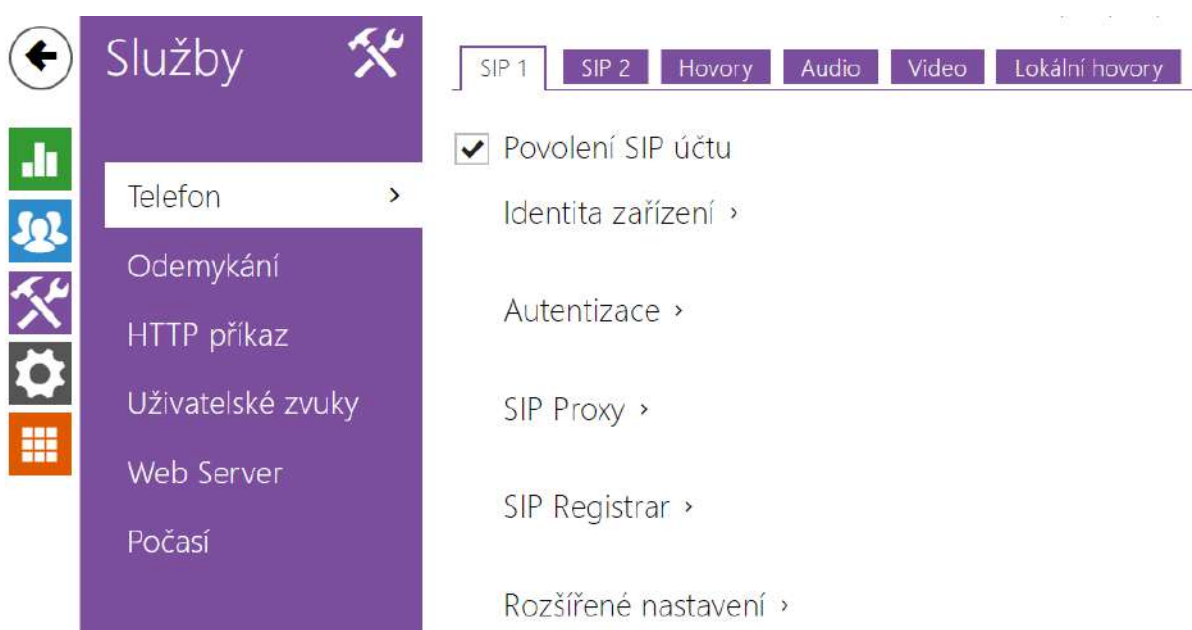 Služby
SIP 1 SIP 2 Hovory Audio Video Lokální hovory
Povolení SIP účtu
Telefon
Identita zařízení
Odemykání
Autentizace
HTTP příkaz
Uživatelské zvuky
SIP Proxy
Web Server
SIP Registrar
Počasí
Rozšířené nastavení